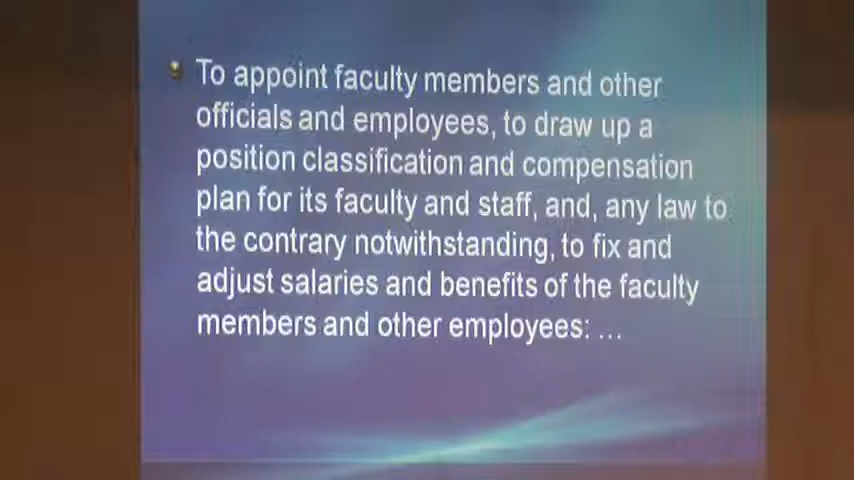 To appoint faculty members and other
officials and employees, to draw up a
position classification and compensation
plan for its faculty and staff, and, any law to
the contrary notwithstanding, to fix and
adjust salaries and benefits of the faculty
members and other employees: ...